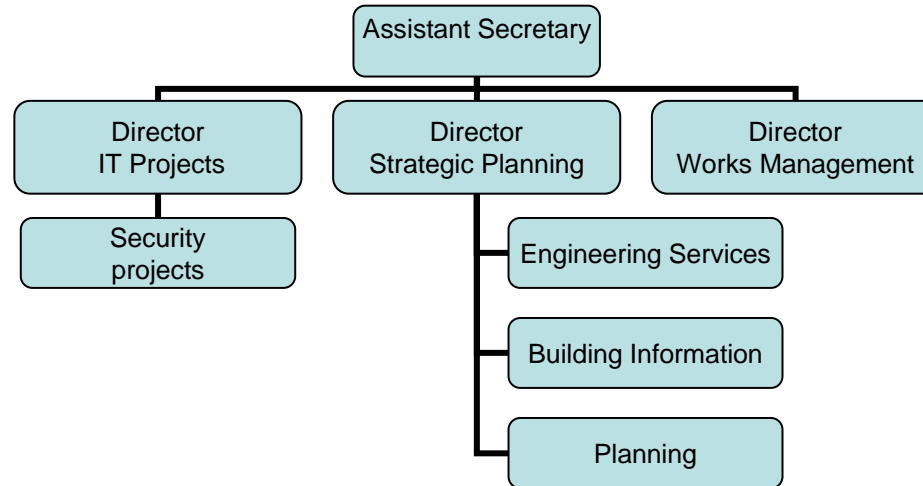 Assistant Secretary
Director
IT Projects
Director
Strategic Planning
Director
Works Management
Security
projects
Engineering Services
Building Information
Planning